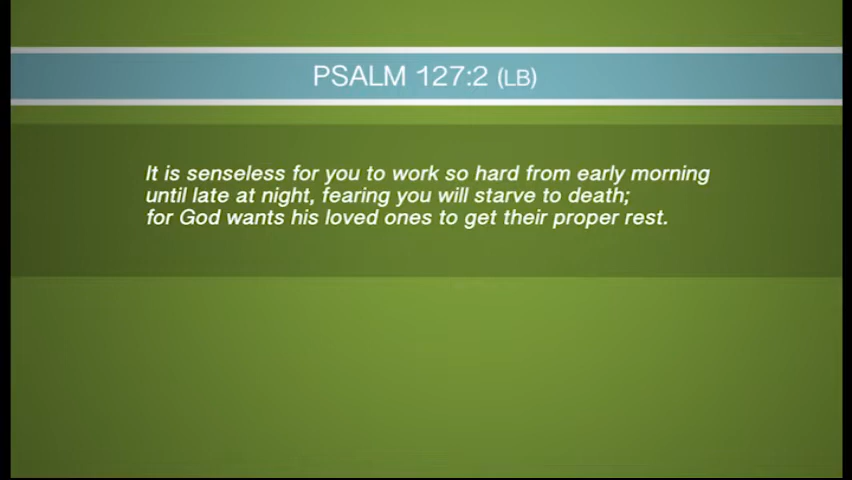 PSALM 127:2 (LB)
It is senseless for you to work so hard from early morning
until late at night, fearing you will starve to death;
for God wants his loved ones to get their proper rest.